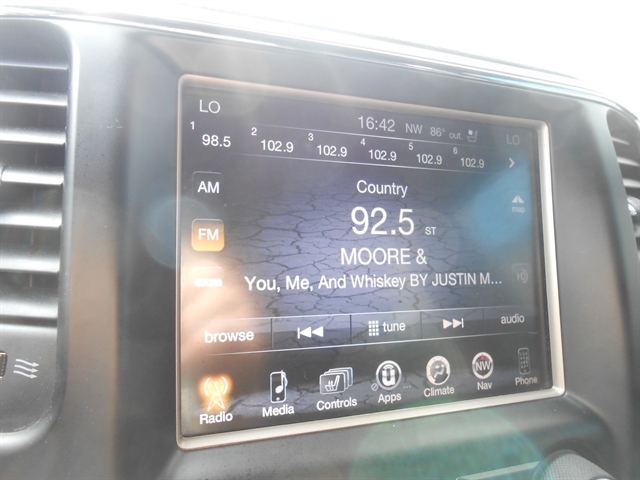 LO
16:42 NW 86° out. LO
1 98.5 2 102.9 3 102.9 4 102.9 5 102.9 6 102.9
AM
Country
map
FM
92.5 ST
MOORE &
You, Me, And Whiskey BY JUSTIN M...
browse tune audio
Radio Media Controls Apps Climate NW Nav Phone